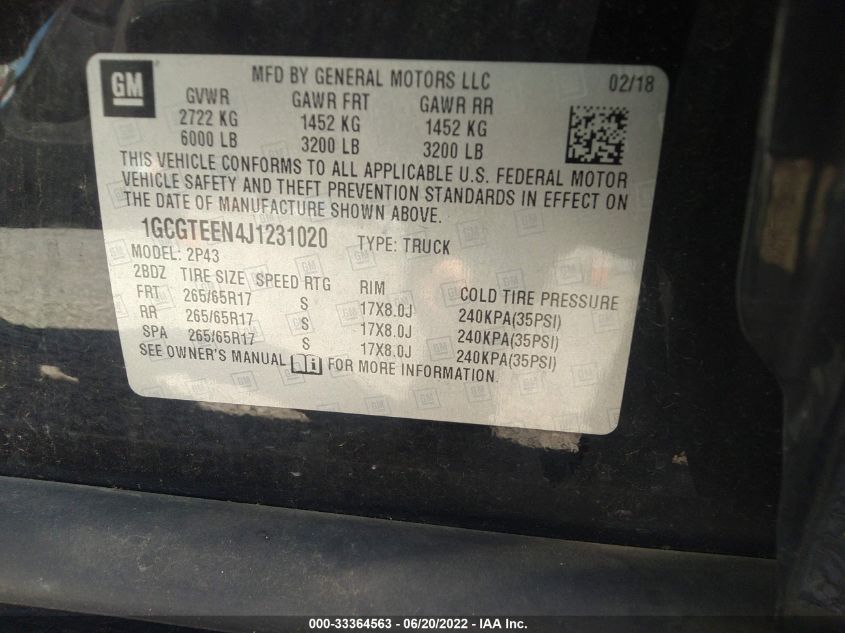 GM
MFD BY GENERAL MOTORS LLC 02/18
GVWR GAWR FRT GAWR RR
2722 KG 1452 KG 1452 KG
6000 LB 3200 LB 3200 LB
THIS VEHICLE CONFORMS TO ALL APPLICABLE U.S. FEDERAL MOTOR
VEHICLE SAFETY AND THEFT PREVENTION STANDARDS IN EFFECT ON
THE DATE OF MANUFACTURE SHOWN ABOVE.
1GCGTEEN4J1231020 TYPE: TRUCK
MODEL: 2P43
2BDZ TIRE SIZE SPEED RTG RIM COLD TIRE PRESSURE
FRT 265/65R17 S 17X8.0J 240KPA(35PSI)
RR 265/65R17 S 17X8.0J 240KPA(35PSI)
SPA 265/65R17 S 17X8.0J 240KPA(35PSI)
SEE OWNER'S MANUAL FOR MORE INFORMATION.
000-33364563 - 06/20/2022 - IAA Inc.